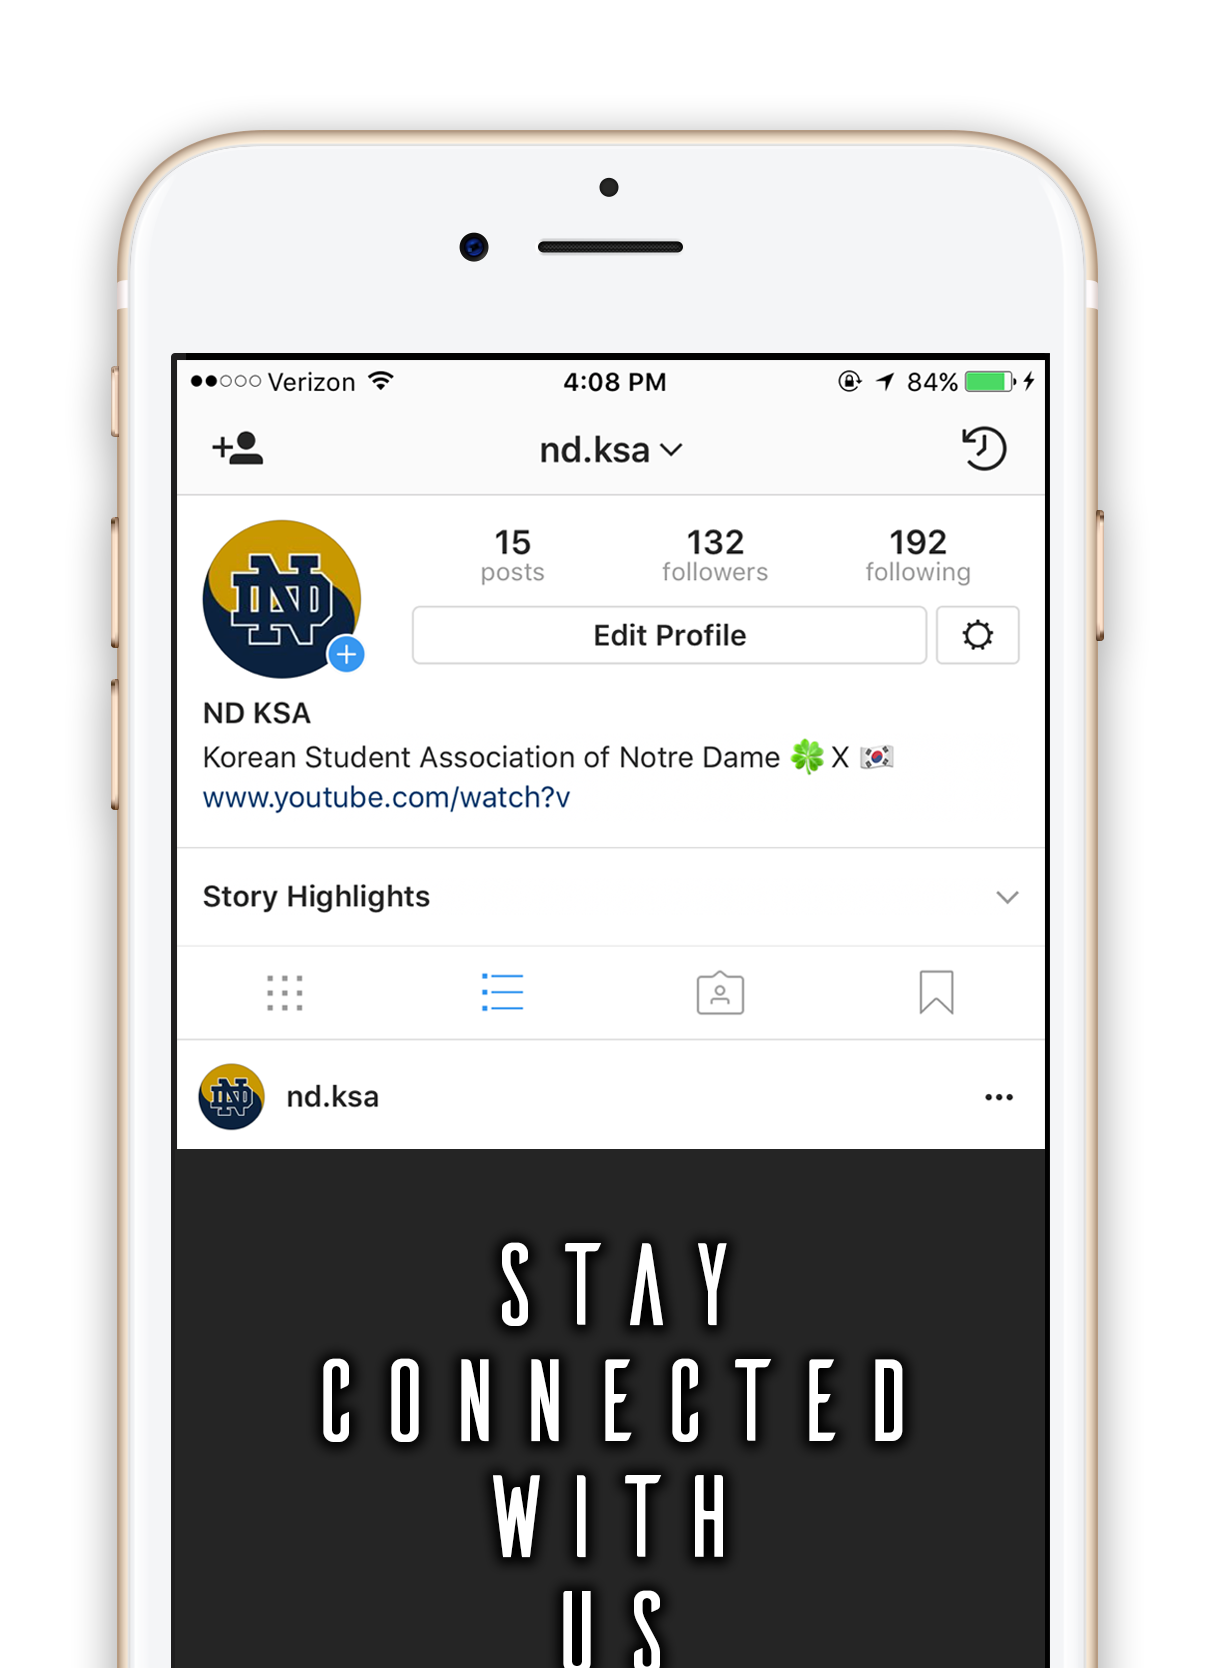 Verizon 4:08 PM 84%
nd.ksa
15 132 192
posts followers following
Edit Profile
ND KSA
Korean Student Association of Notre Dame 🍀 X 🇰🇷
www.youtube.com/watch?v
Story Highlights
nd.ksa
STAY
CONNECTED
WITH
US